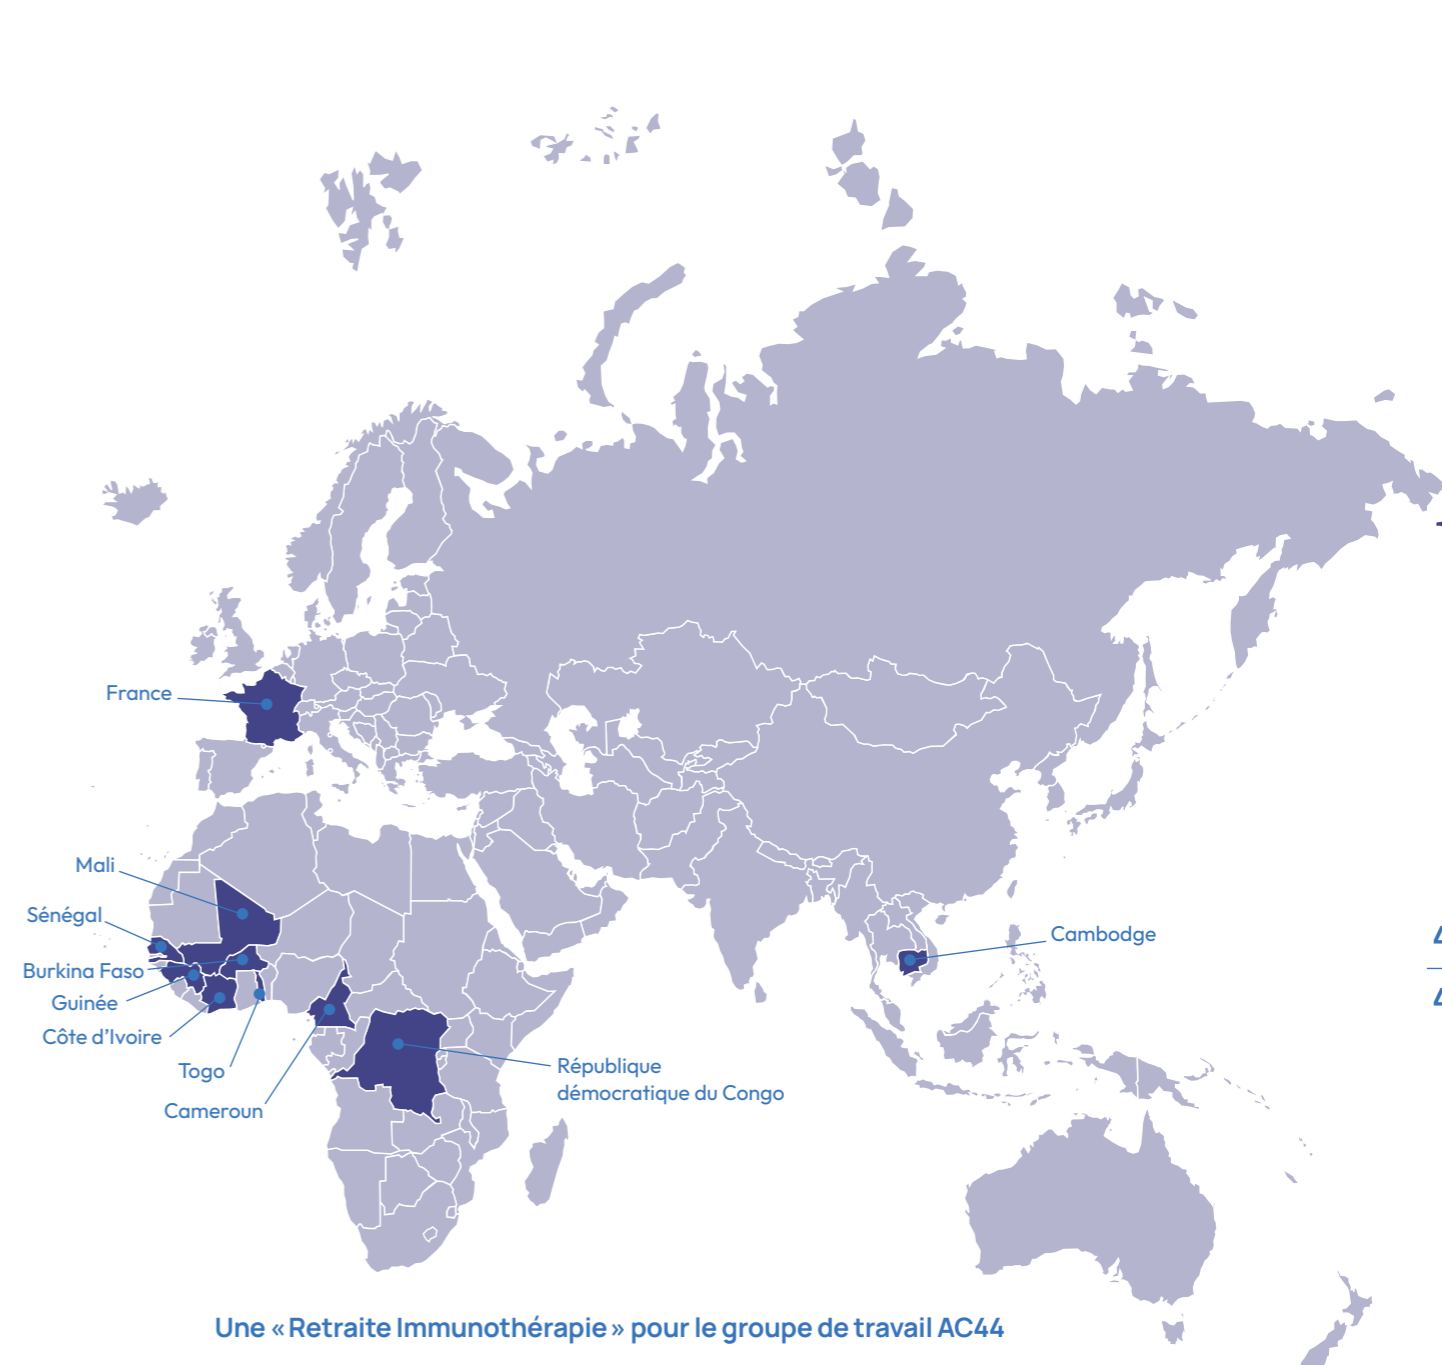 France
Mali
Sénégal
Cambodge
Burkina Faso
Guinée
Côte d'Ivoire
Togo
République
démocratique du Congo
Cameroun
Une « Retraite Immunothérapie » pour le groupe de travail AC44